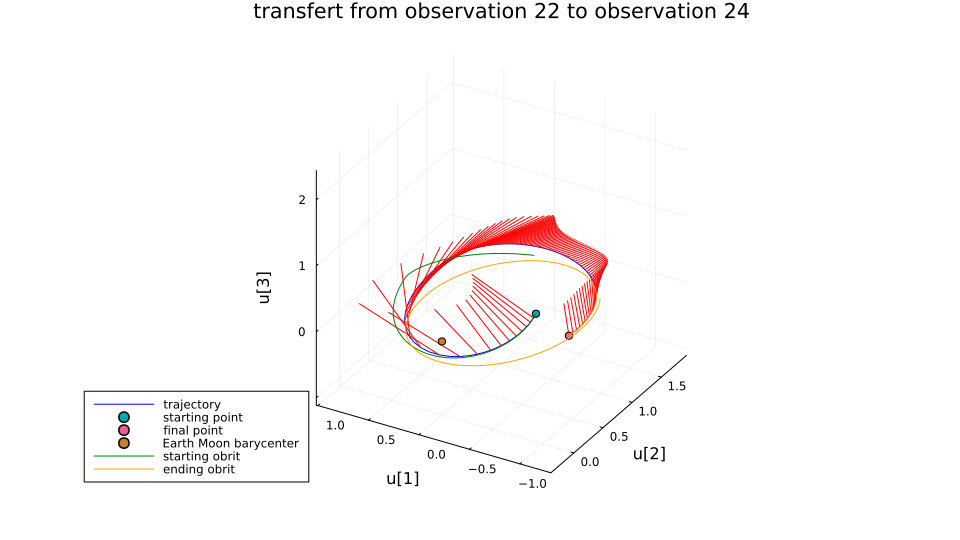 transfert from observation 22 to observation 24
2
1
0
u[3]
1.0
0.5
0.0
−0.5
−1.0
u[1]
0.0
0.5
1.0
1.5
u[2]
trajectory
starting point
final point
Earth Moon barycenter
starting obrit
ending obrit